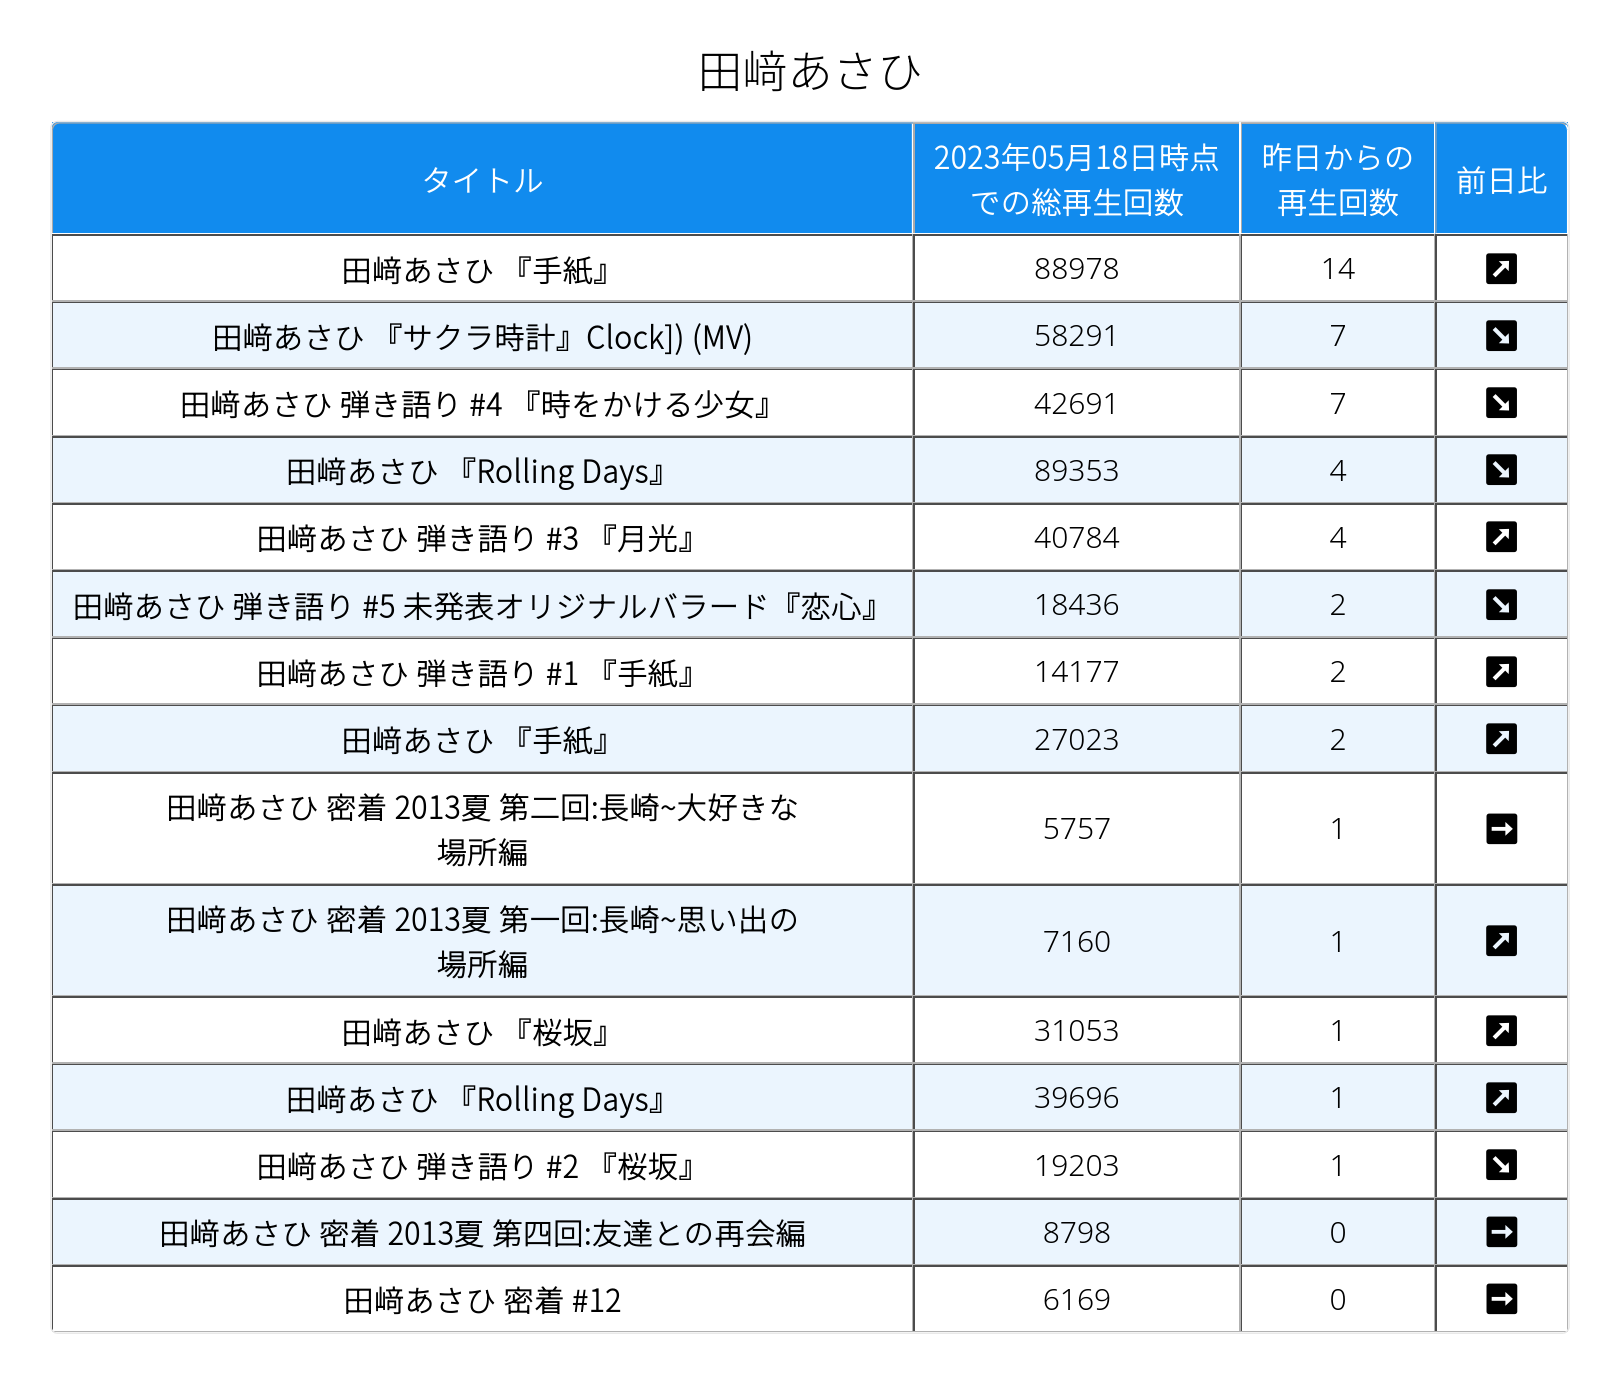 田﨑あさひ
タイトル
2023年05月18日時点
での総再生回数
昨日からの
再生回数
前日比
田﨑あさひ 『手紙』 88978 14
田﨑あさひ 『サクラ時計』Clock]) (MV) 58291 7
田﨑あさひ 弾き語り #4 『時をかける少女』 42691 7
田﨑あさひ 『Rolling Days』 89353 4
田﨑あさひ 弾き語り #3 『月光』 40784 4
田﨑あさひ 弾き語り #5 未発表オリジナルバラード『恋心』 18436 2
田﨑あさひ 弾き語り #1 『手紙』 14177 2
田﨑あさひ 『手紙』 27023 2
田﨑あさひ 密着 2013夏 第二回:長崎~大好きな
場所編 5757 1
田﨑あさひ 密着 2013夏 第一回:長崎~思い出の
場所編 7160 1
田﨑あさひ 『桜坂』 31053 1
田﨑あさひ 『Rolling Days』 39696 1
田﨑あさひ 弾き語り #2 『桜坂』 19203 1
田﨑あさひ 密着 2013夏 第四回:友達との再会編 8798 0
田﨑あさひ 密着 #12 6169 0